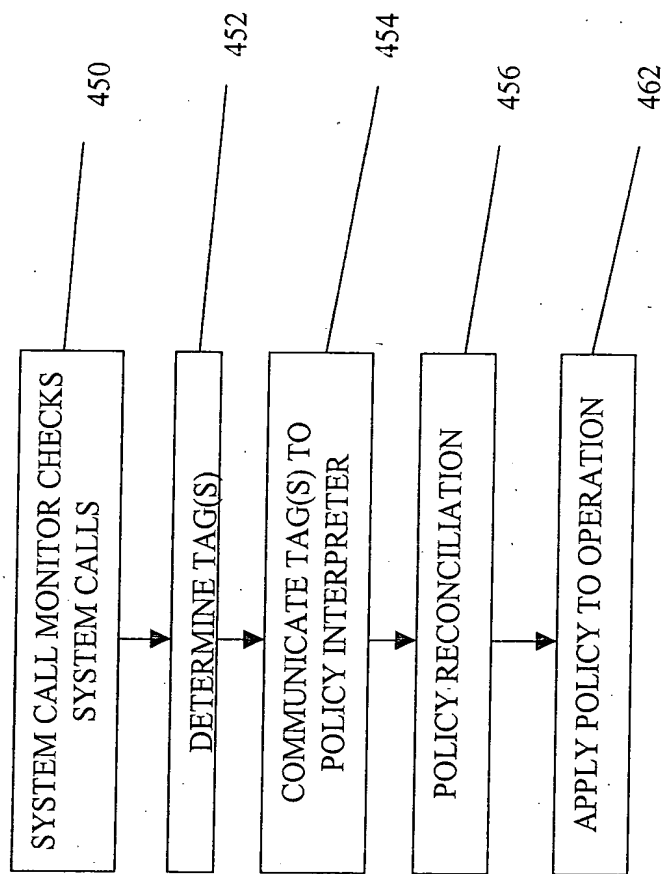 SYSTEM CALL MONITOR CHECKS
SYSTEM CALLS
450
DETERMINE TAG(S)
452
COMMUNICATE TAG(S) TO
POLICY INTERPRETER
454
POLICY RECONCILIATION
456
APPLY POLICY TO OPERATION
462